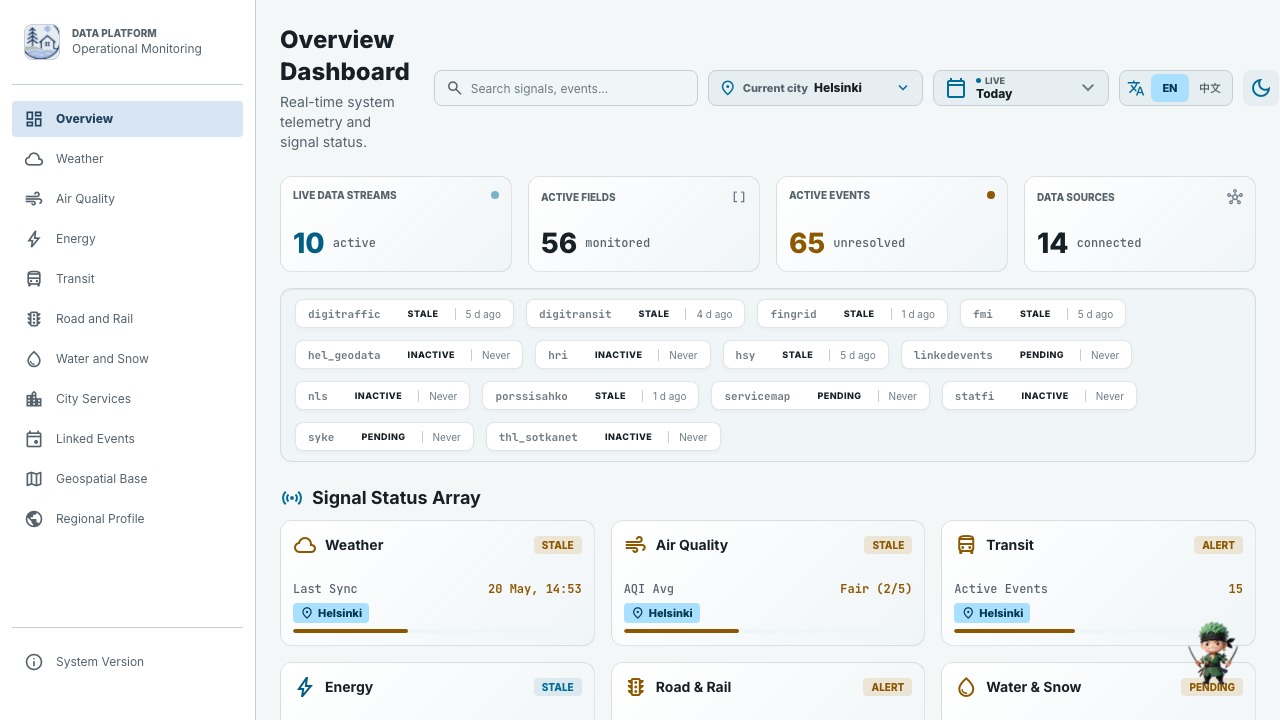 DATA PLATFORM
Operational Monitoring
Overview
Weather
Air Quality
Energy
Transit
Road and Rail
Water and Snow
City Services
Linked Events
Geospatial Base
Regional Profile
System Version
Overview
Dashboard
Real-time system
telemetry and
signal status.
Search signals, events...
Current city Helsinki
LIVE
Today
EN 中文
LIVE DATA STREAMS
10 active
ACTIVE FIELDS
56 monitored
ACTIVE EVENTS
65 unresolved
DATA SOURCES
14 connected
digitraffic STALE 5 d ago
digitransit STALE 4 d ago
fingrid STALE 1 d ago
fmi STALE 5 d ago
hel_geodata INACTIVE Never
hri INACTIVE Never
hsy STALE 5 d ago
linkedevents PENDING Never
nls INACTIVE Never
porssisahko STALE 1 d ago
servicemap PENDING Never
statfi INACTIVE Never
syke PENDING Never
thl_sotkanet INACTIVE Never
Signal Status Array
Weather STALE
Last Sync 20 May, 14:53
Helsinki
Air Quality STALE
AQI Avg Fair (2/5)
Helsinki
Transit ALERT
Active Events 15
Helsinki
Energy STALE
Road & Rail ALERT
Water & Snow PENDING